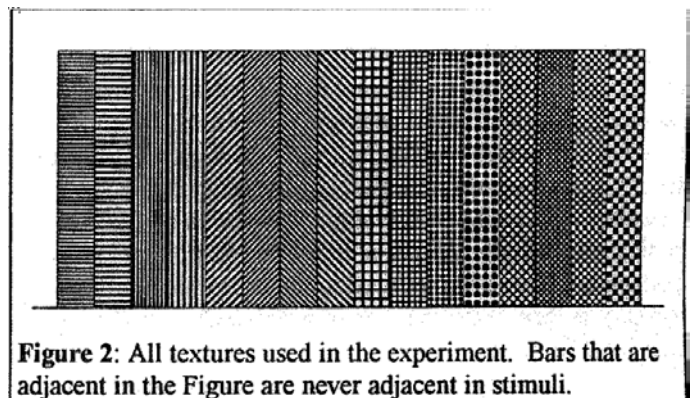 Figure 2: All textures used in the experiment. Bars that are
adjacent in the Figure are never adjacent in stimuli.